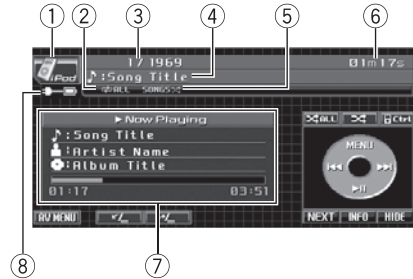 ① ③ ④ ⑤ ⑥
②
iPod
1/1969 01m17s
:Song Title
ALL SONGS
►Now Playing
:Song Title
:Artist Name
:Album Title
01:17 03:51
ALL Ctrl
MENU
AV MENU NEXT INFO HIDE
⑧ ⑦